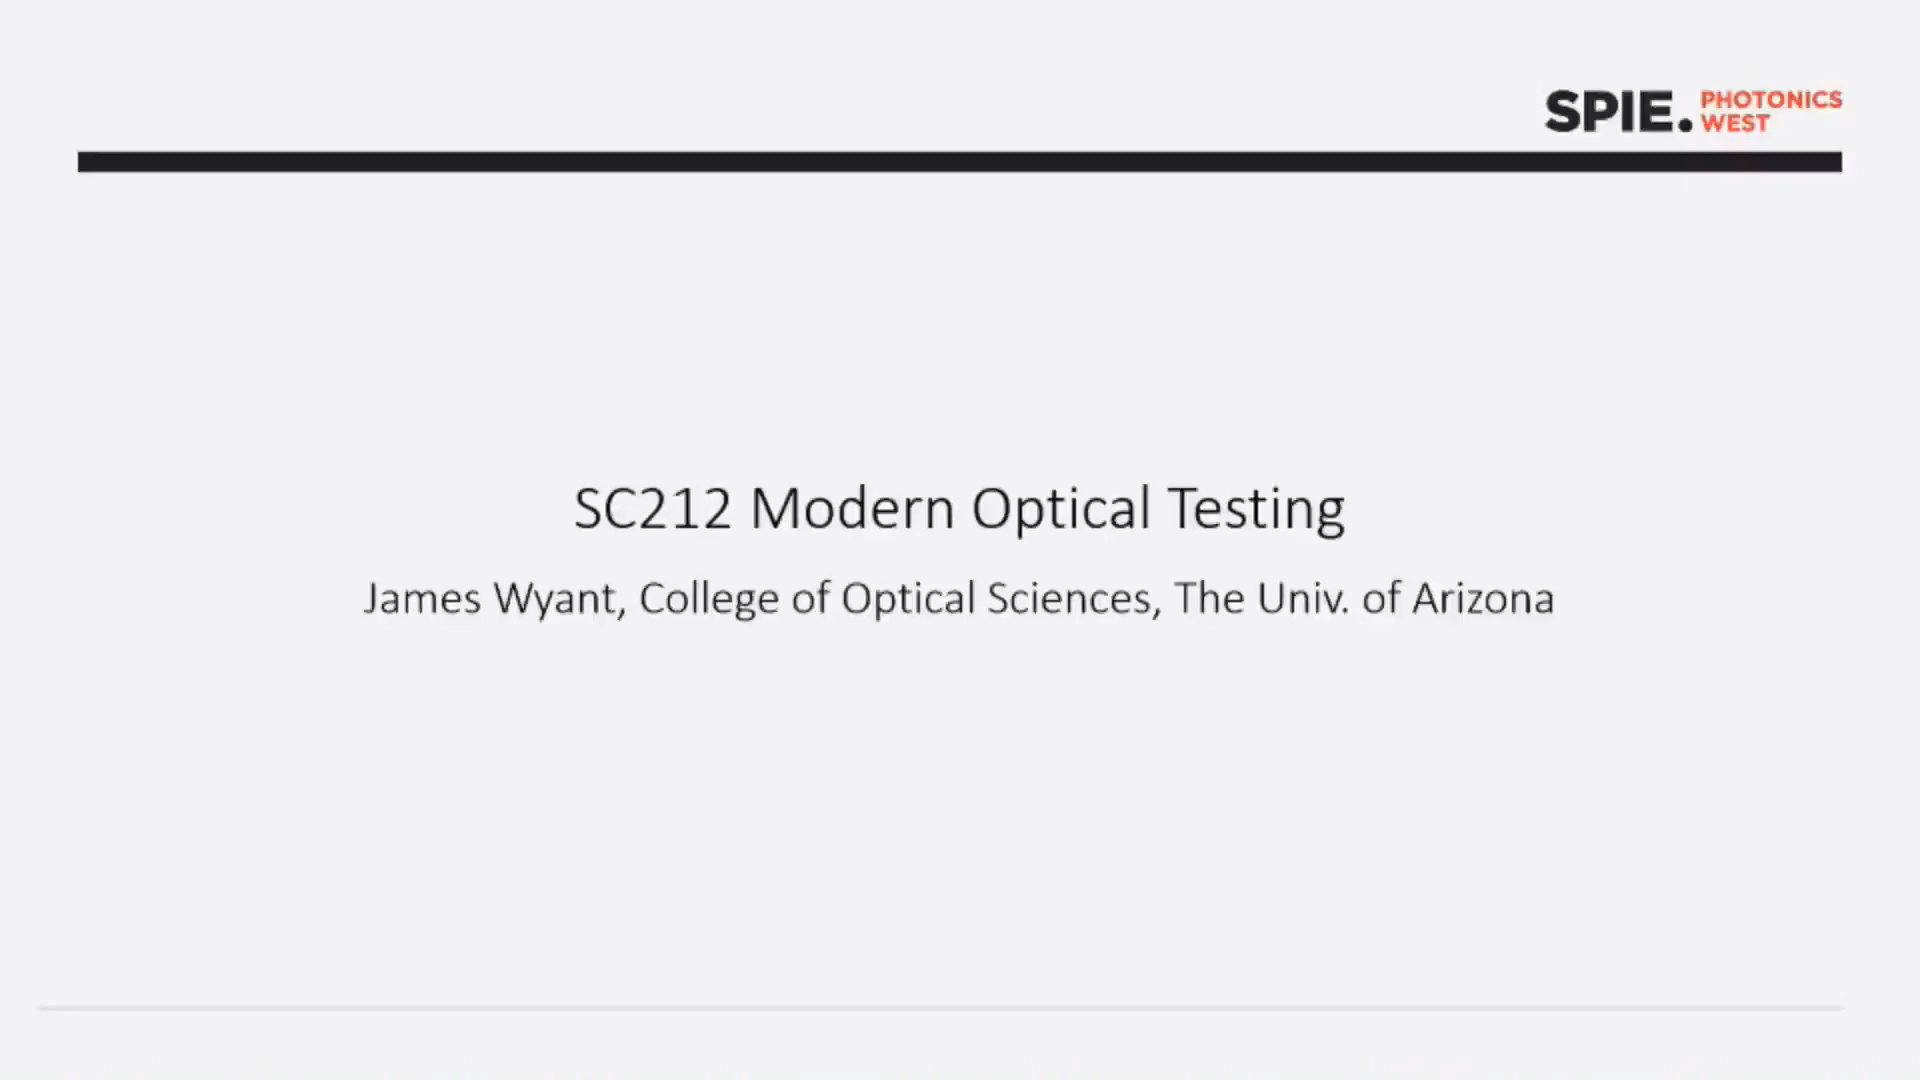 SPIE. PHOTONICS
WEST
SC212 Modern Optical Testing
James Wyant, College of Optical Sciences, The Univ. of Arizona